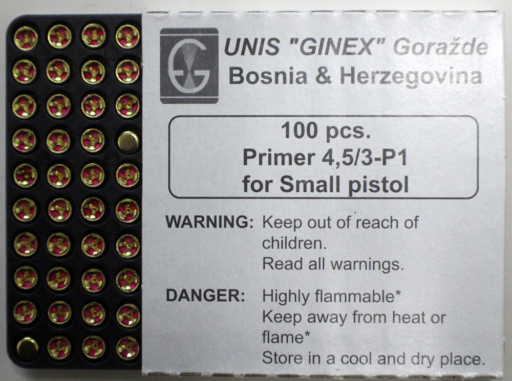 UNIS "GINEX" Goražde
Bosnia & Herzegovina
100 pcs.
Primer 4,5/3-P1
for Small pistol
WARNING: Keep out of reach of
children.
Read all warnings.
DANGER: Highly flammable*
Keep away from heat or
flame*
Store in a cool and dry place.